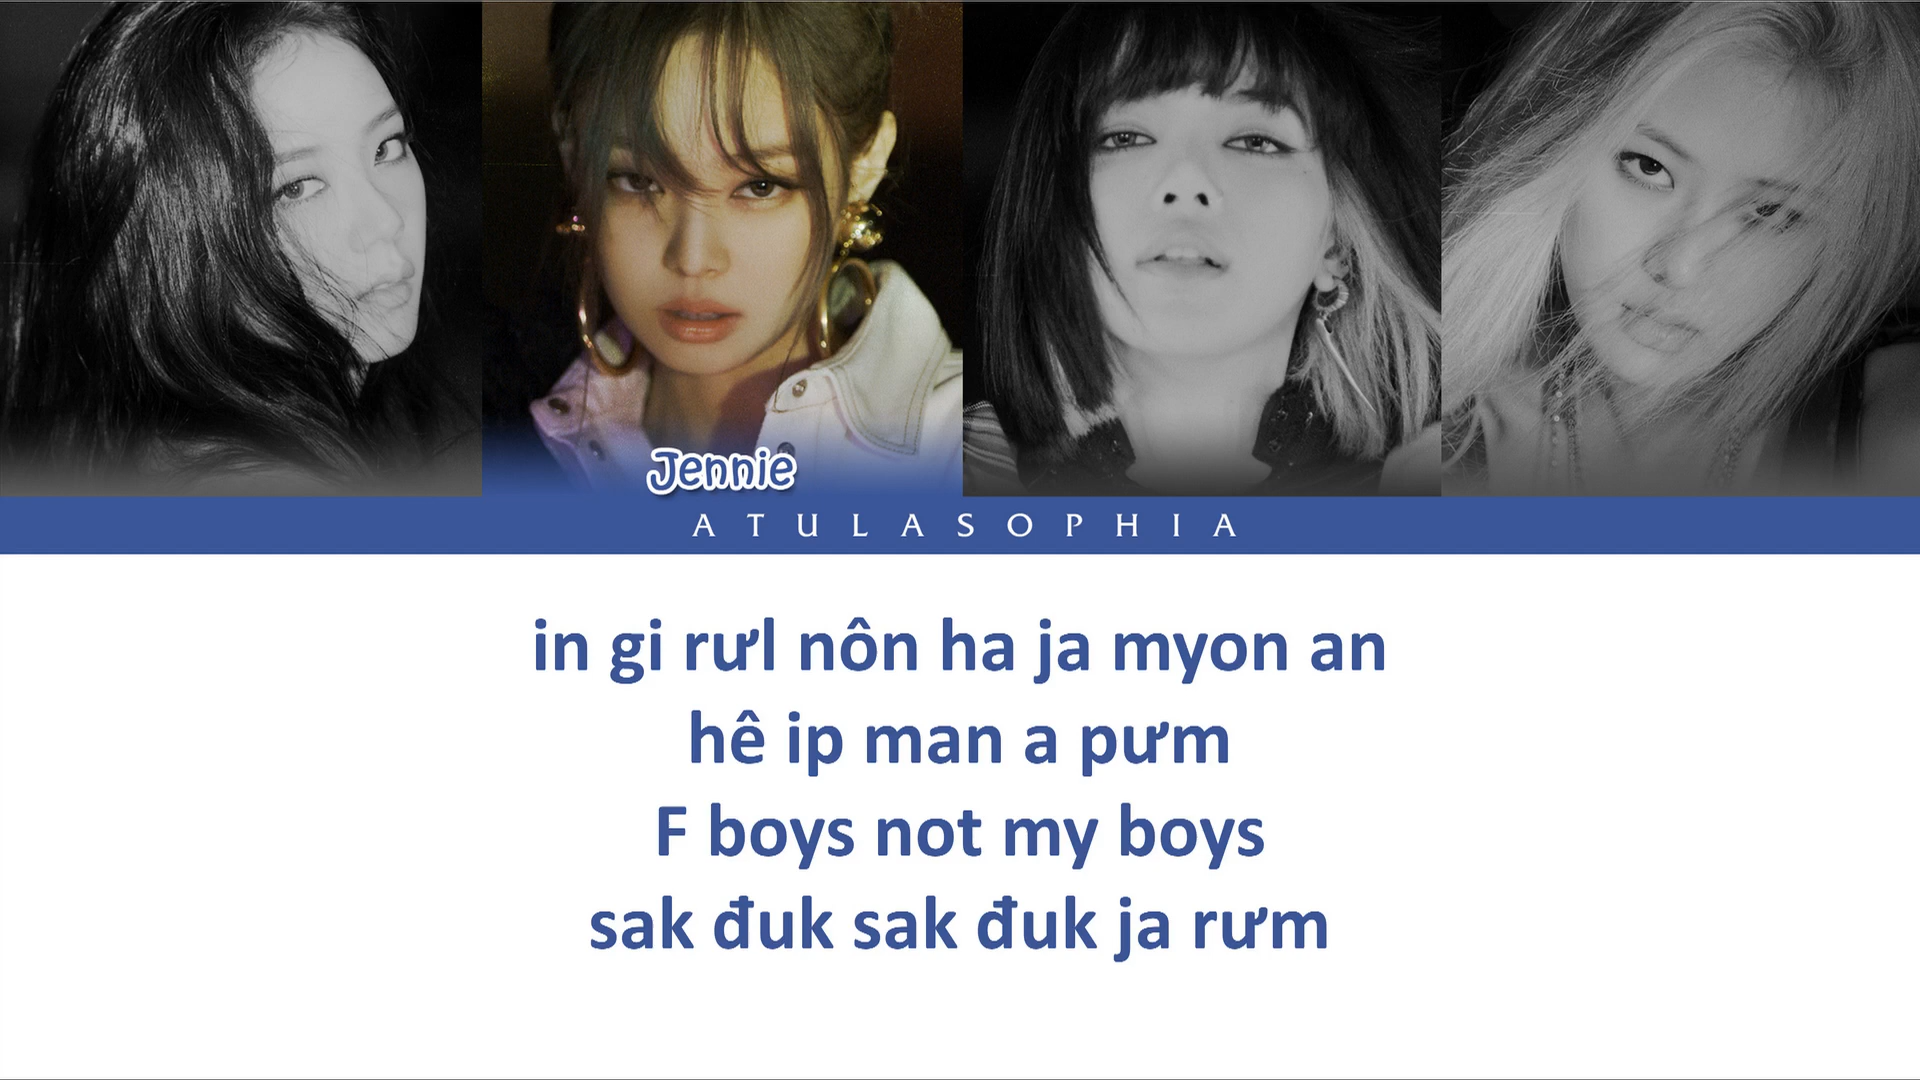 Jennie
ATULASOPHIA
in gi rưl nôn ha ja myon an
hê ip man a pưm
F boys not my boys
sak đuk sak đuk ja rưm